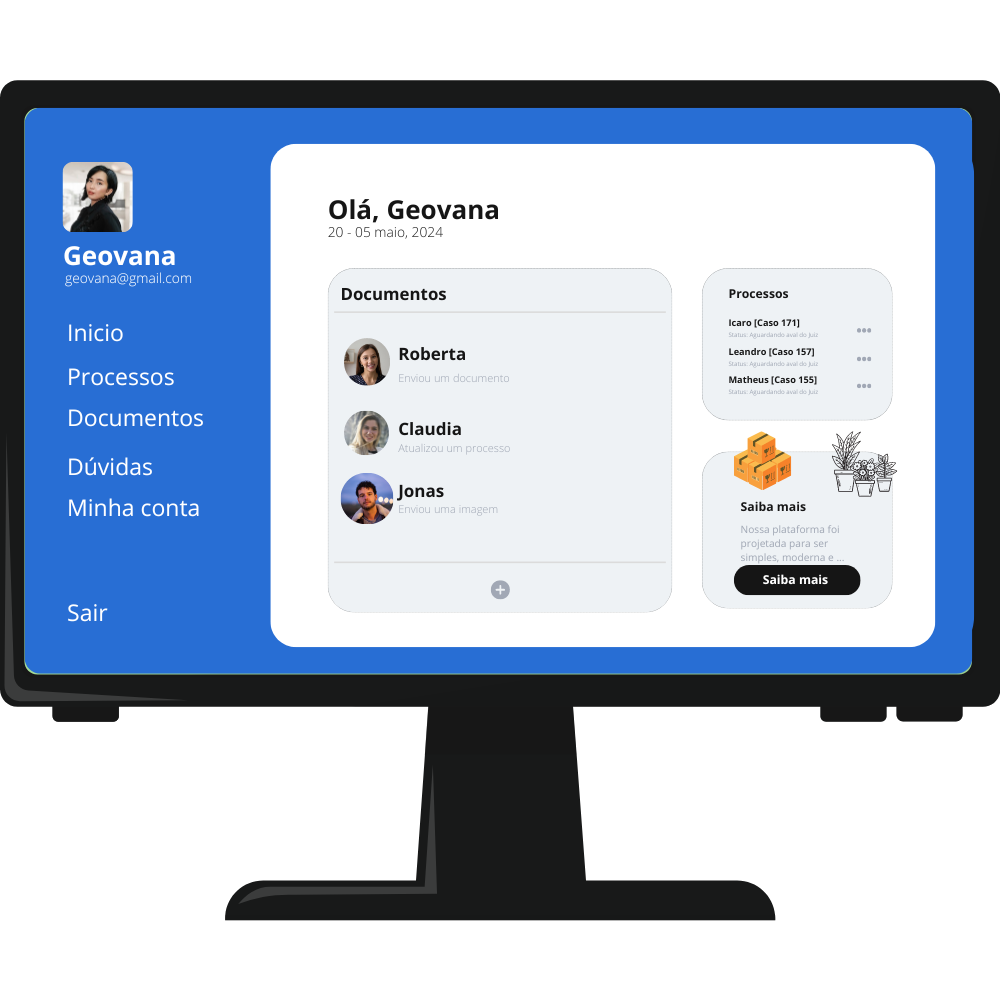 Geovana
geovana@gmail.com
Inicio
Processos
Documentos
Dúvidas
Minha conta
Sair
Olá, Geovana
20 - 05 maio, 2024
Documentos
Roberta
Enviou um documento
Claudia
Atualizou um processo
Jonas
Enviou uma imagem
Processos
Icaro [Caso 171]
Status: Aguardando aval do Juiz
Leandro [Caso 157]
Status: Aguardando aval do Juiz
Matheus [Caso 155]
Status: Aguardando aval do Juiz
Saiba mais
Nossa plataforma foi
projetada para ser
simples, moderna e ...
Saiba mais